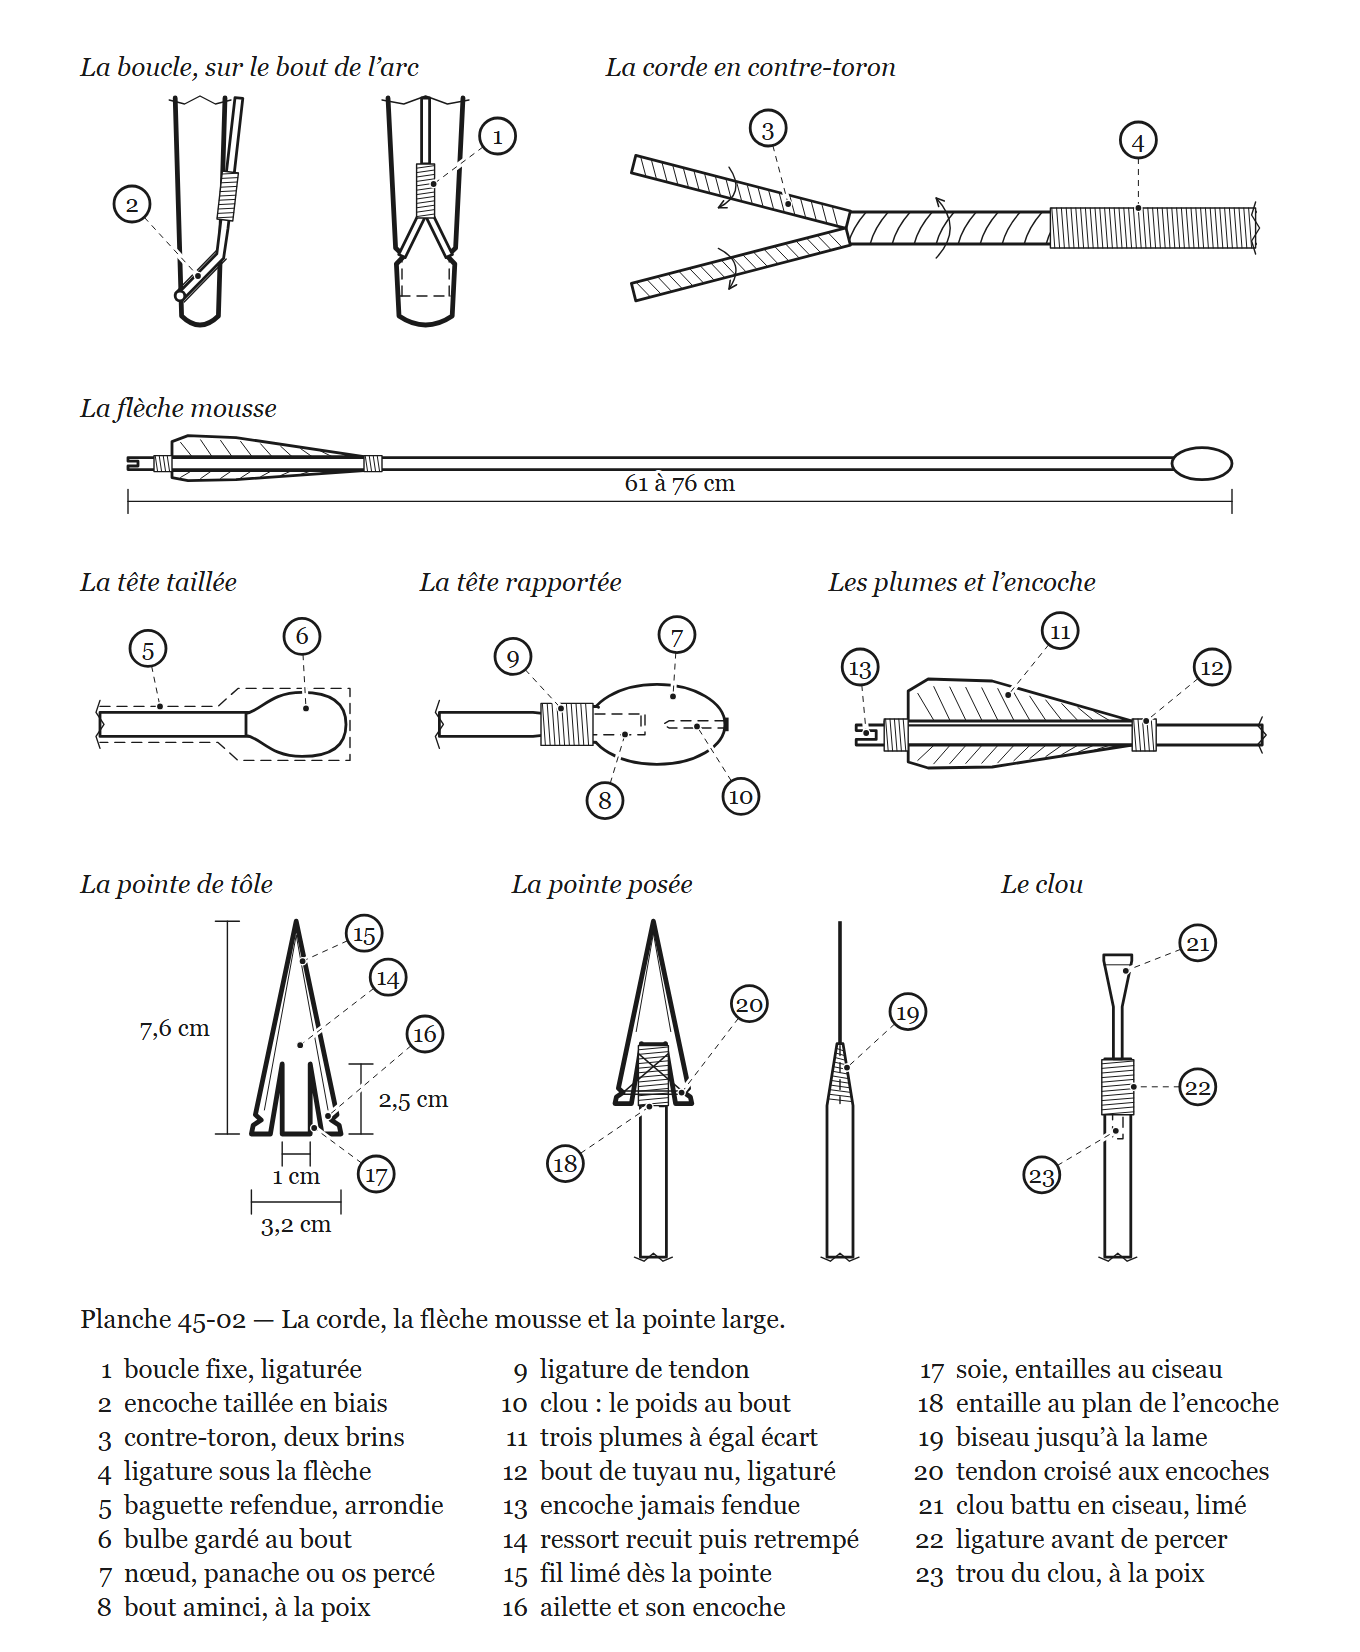 La boucle, sur le bout de l’arc
La corde en contre-toron
1
2
3
4
La flèche mousse
61 à 76 cm
La tête taillée
La tête rapportée
Les plumes et l’encoche
5
6
9
7
8
10
13
11
12
La pointe de tôle
La pointe posée
Le clou
15
14
16
17
7,6 cm
2,5 cm
1 cm
3,2 cm
20
18
19
21
22
23
Planche 45-02 — La corde, la flèche mousse et la pointe large.
1 boucle fixe, ligaturée
2 encoche taillée en biais
3 contre-toron, deux brins
4 ligature sous la flèche
5 baguette refendue, arrondie
6 bulbe gardé au bout
7 nœud, panache ou os percé
8 bout aminci, à la poix
9 ligature de tendon
10 clou : le poids au bout
11 trois plumes à égal écart
12 bout de tuyau nu, ligaturé
13 encoche jamais fendue
14 ressort recuit puis retrempé
15 fil limé dès la pointe
16 ailette et son encoche
17 soie, entailles au ciseau
18 entaille au plan de l’encoche
19 biseau jusqu’à la lame
20 tendon croisé aux encoches
21 clou battu en ciseau, limé
22 ligature avant de percer
23 trou du clou, à la poix